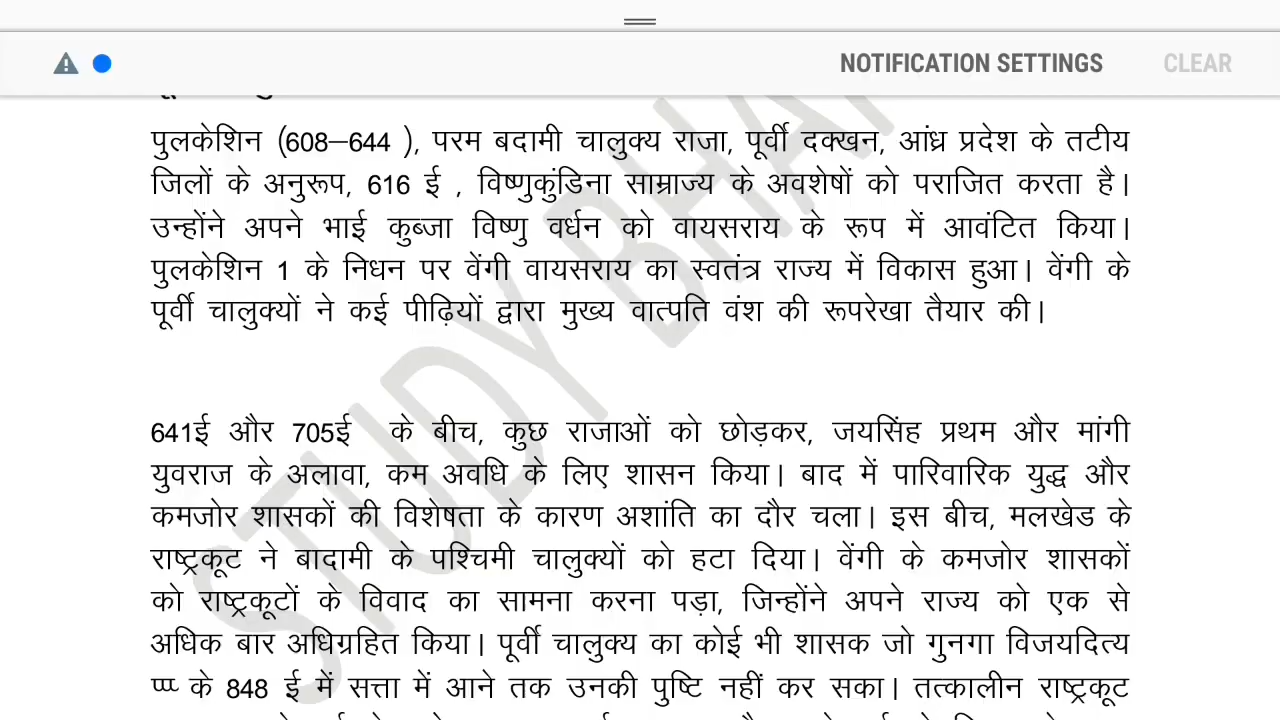 NOTIFICATION SETTINGS CLEAR
पुलकेशिन (608–644 ), परम बदामी चालुक्य राजा, पूर्वी दक्खन, आंध्र प्रदेश के तटीय
जिलों के अनुरूप, 616 ई , विष्णुकुंडिना साम्राज्य के अवशेषों को पराजित करता है।
उन्होंने अपने भाई कुब्जा विष्णु वर्धन को वायसराय के रूप में आवंटित किया।
पुलकेशिन 1 के निधन पर वेंगी वायसराय का स्वतंत्र राज्य में विकास हुआ। वेंगी के
पूर्वी चालुक्यों ने कई पीढ़ियों द्वारा मुख्य वात्पति वंश की रूपरेखा तैयार की।
641ई और 705ई के बीच, कुछ राजाओं को छोड़कर, जयसिंह प्रथम और मांगी
युवराज के अलावा, कम अवधि के लिए शासन किया। बाद में पारिवारिक युद्ध और
कमजोर शासकों की विशेषता के कारण अशांति का दौर चला। इस बीच, मलखेड के
राष्ट्रकूट ने बादामी के पश्चिमी चालुक्यों को हटा दिया। वेंगी के कमजोर शासकों
को राष्ट्रकूटों के विवाद का सामना करना पड़ा, जिन्होंने अपने राज्य को एक से
अधिक बार अधिग्रहित किया। पूर्वी चालुक्य का कोई भी शासक जो गुनगा विजयदित्य
के 848 ई में सत्ता में आने तक उनकी पुष्टि नहीं कर सका। तत्कालीन राष्ट्रकूट
STUDY